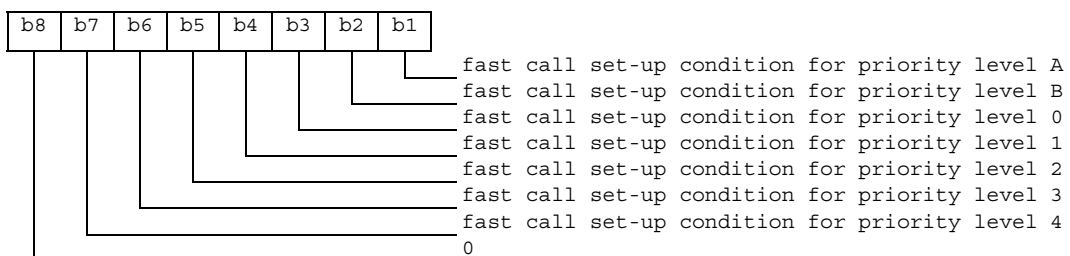 b8 b7 b6 b5 b4 b3 b2 b1
fast call set-up condition for priority level A
fast call set-up condition for priority level B
fast call set-up condition for priority level 0
fast call set-up condition for priority level 1
fast call set-up condition for priority level 2
fast call set-up condition for priority level 3
fast call set-up condition for priority level 4
0